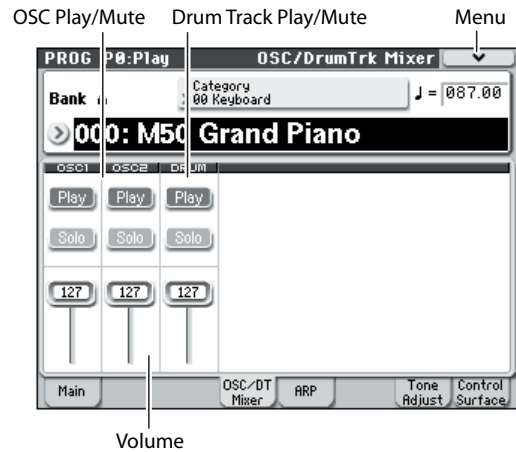 OSC Play/Mute Drum Track Play/Mute Menu
PROG P0:Play OSC/DrumTrk Mixer
Category
Bank 00 Keyboard ♩= 087.00
000: M50 Grand Piano
OSC1 OSC2 DRUM
Play Play Play
Solo Solo Solo
127 127 127
Main OSC/DT Mixer ARP Tone Adjust Control Surface
Volume